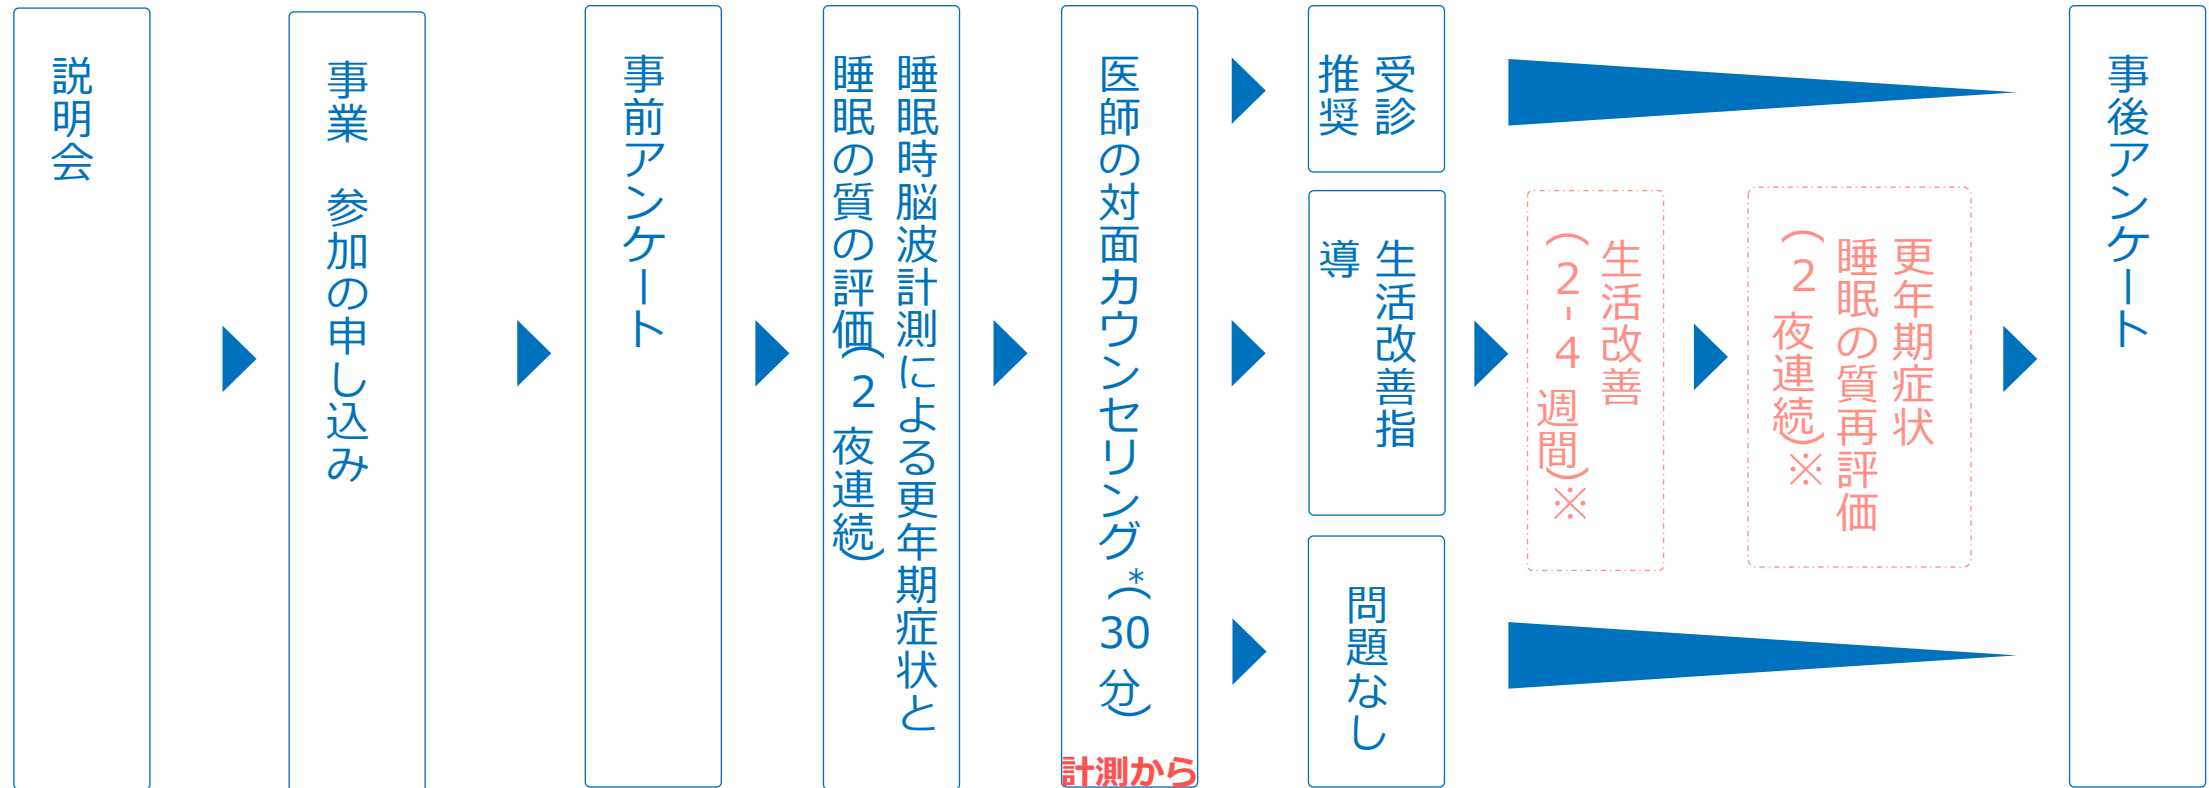 説明会
事業　参加の申し込み
事前アンケート
睡眠時脳波計測による更年期症状と
睡眠の質の評価（2夜連続）
医師の対面カウンセリング*（30分）
計測から
受診
推奨
生活改善指
導
問題なし
生活改善
（2-4週間）※
更年期症状
睡眠の質再評価
（2夜連続）※
事後アンケート